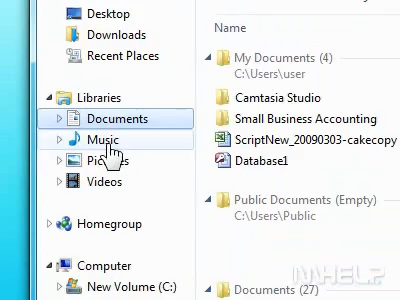 Desktop
Downloads
Recent Places
Libraries
Documents
Music
Videos
Homegroup
Computer
New Volume (C:)
Name
My Documents (4)
C:\Users\user
Camtasia Studio
Small Business Accounting
ScriptNew_20090303-cakecopy
Database1
Public Documents (Empty)
C:\Users\Public
Documents (27)
MHELP